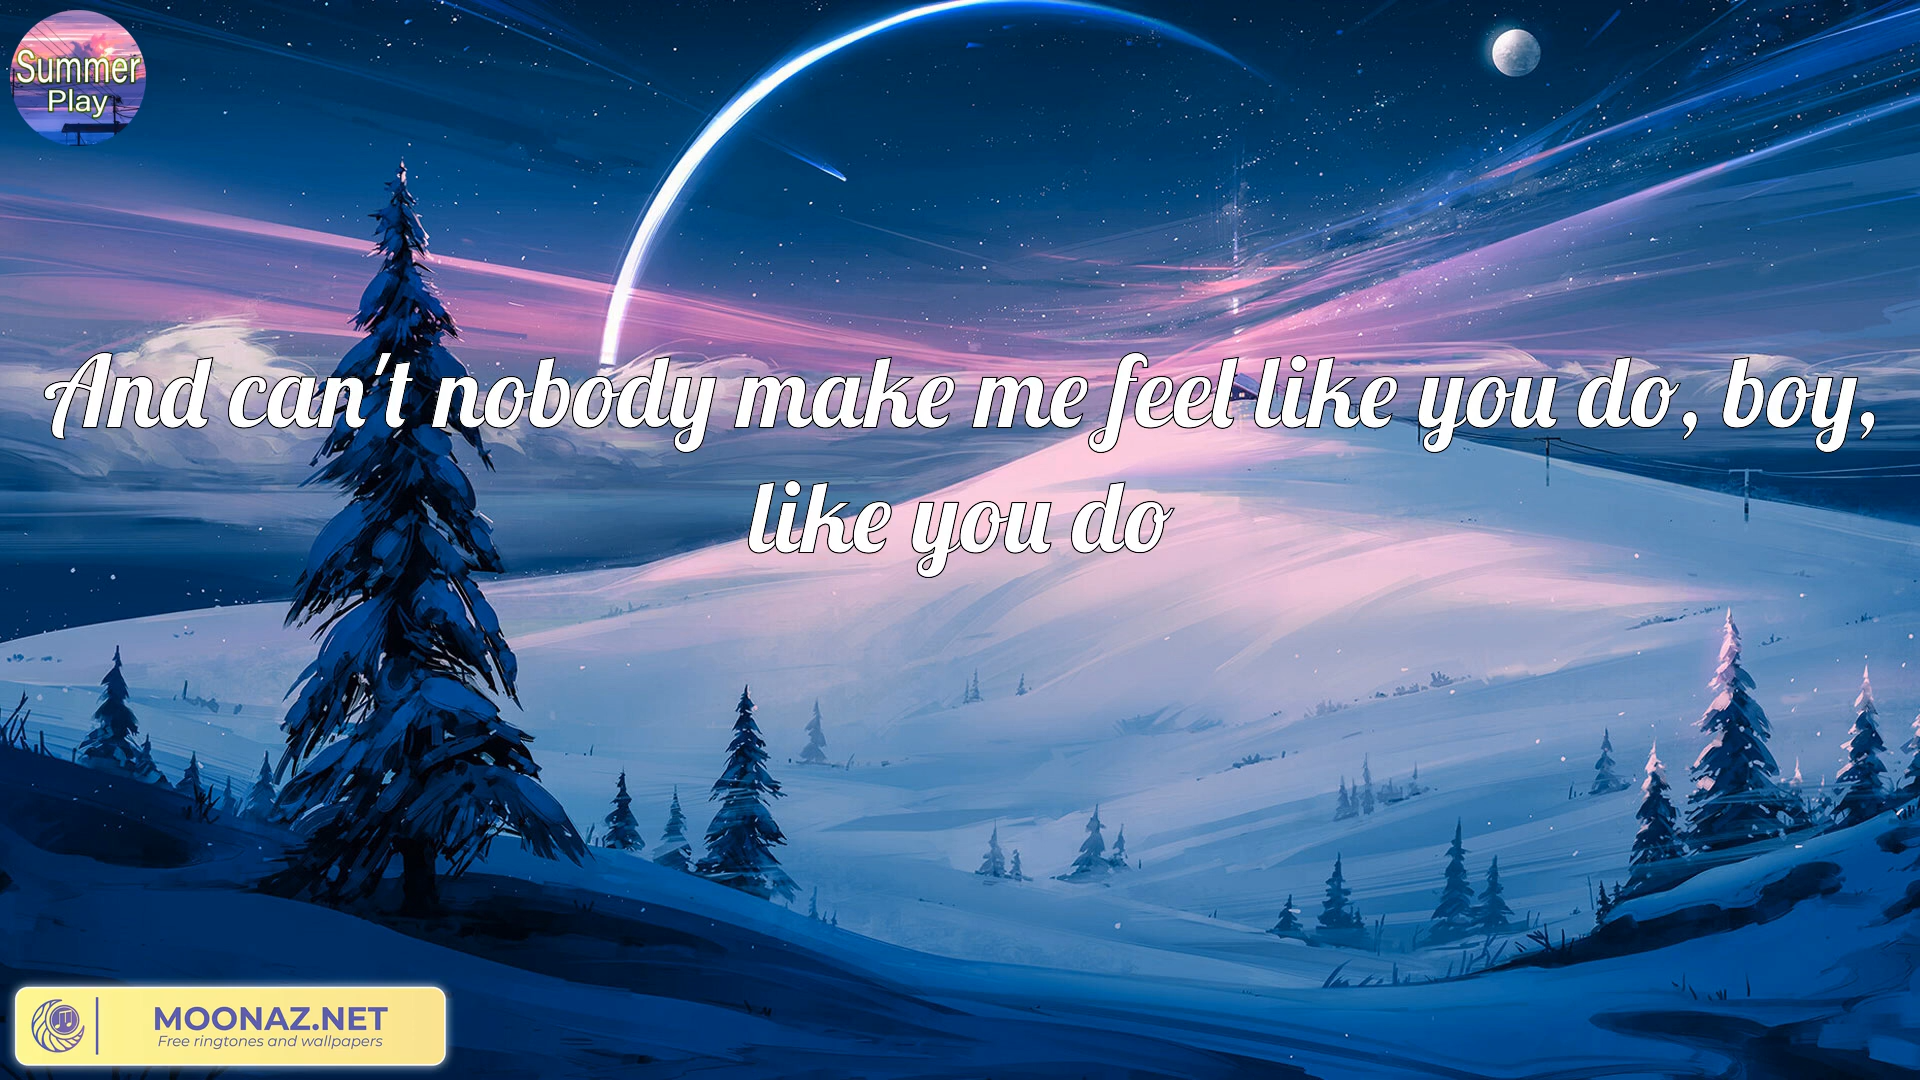 Summer
Play
And can't nobody make me feel like you do, boy,
like you do
MOONAZ.NET
Free ringtones and wallpapers